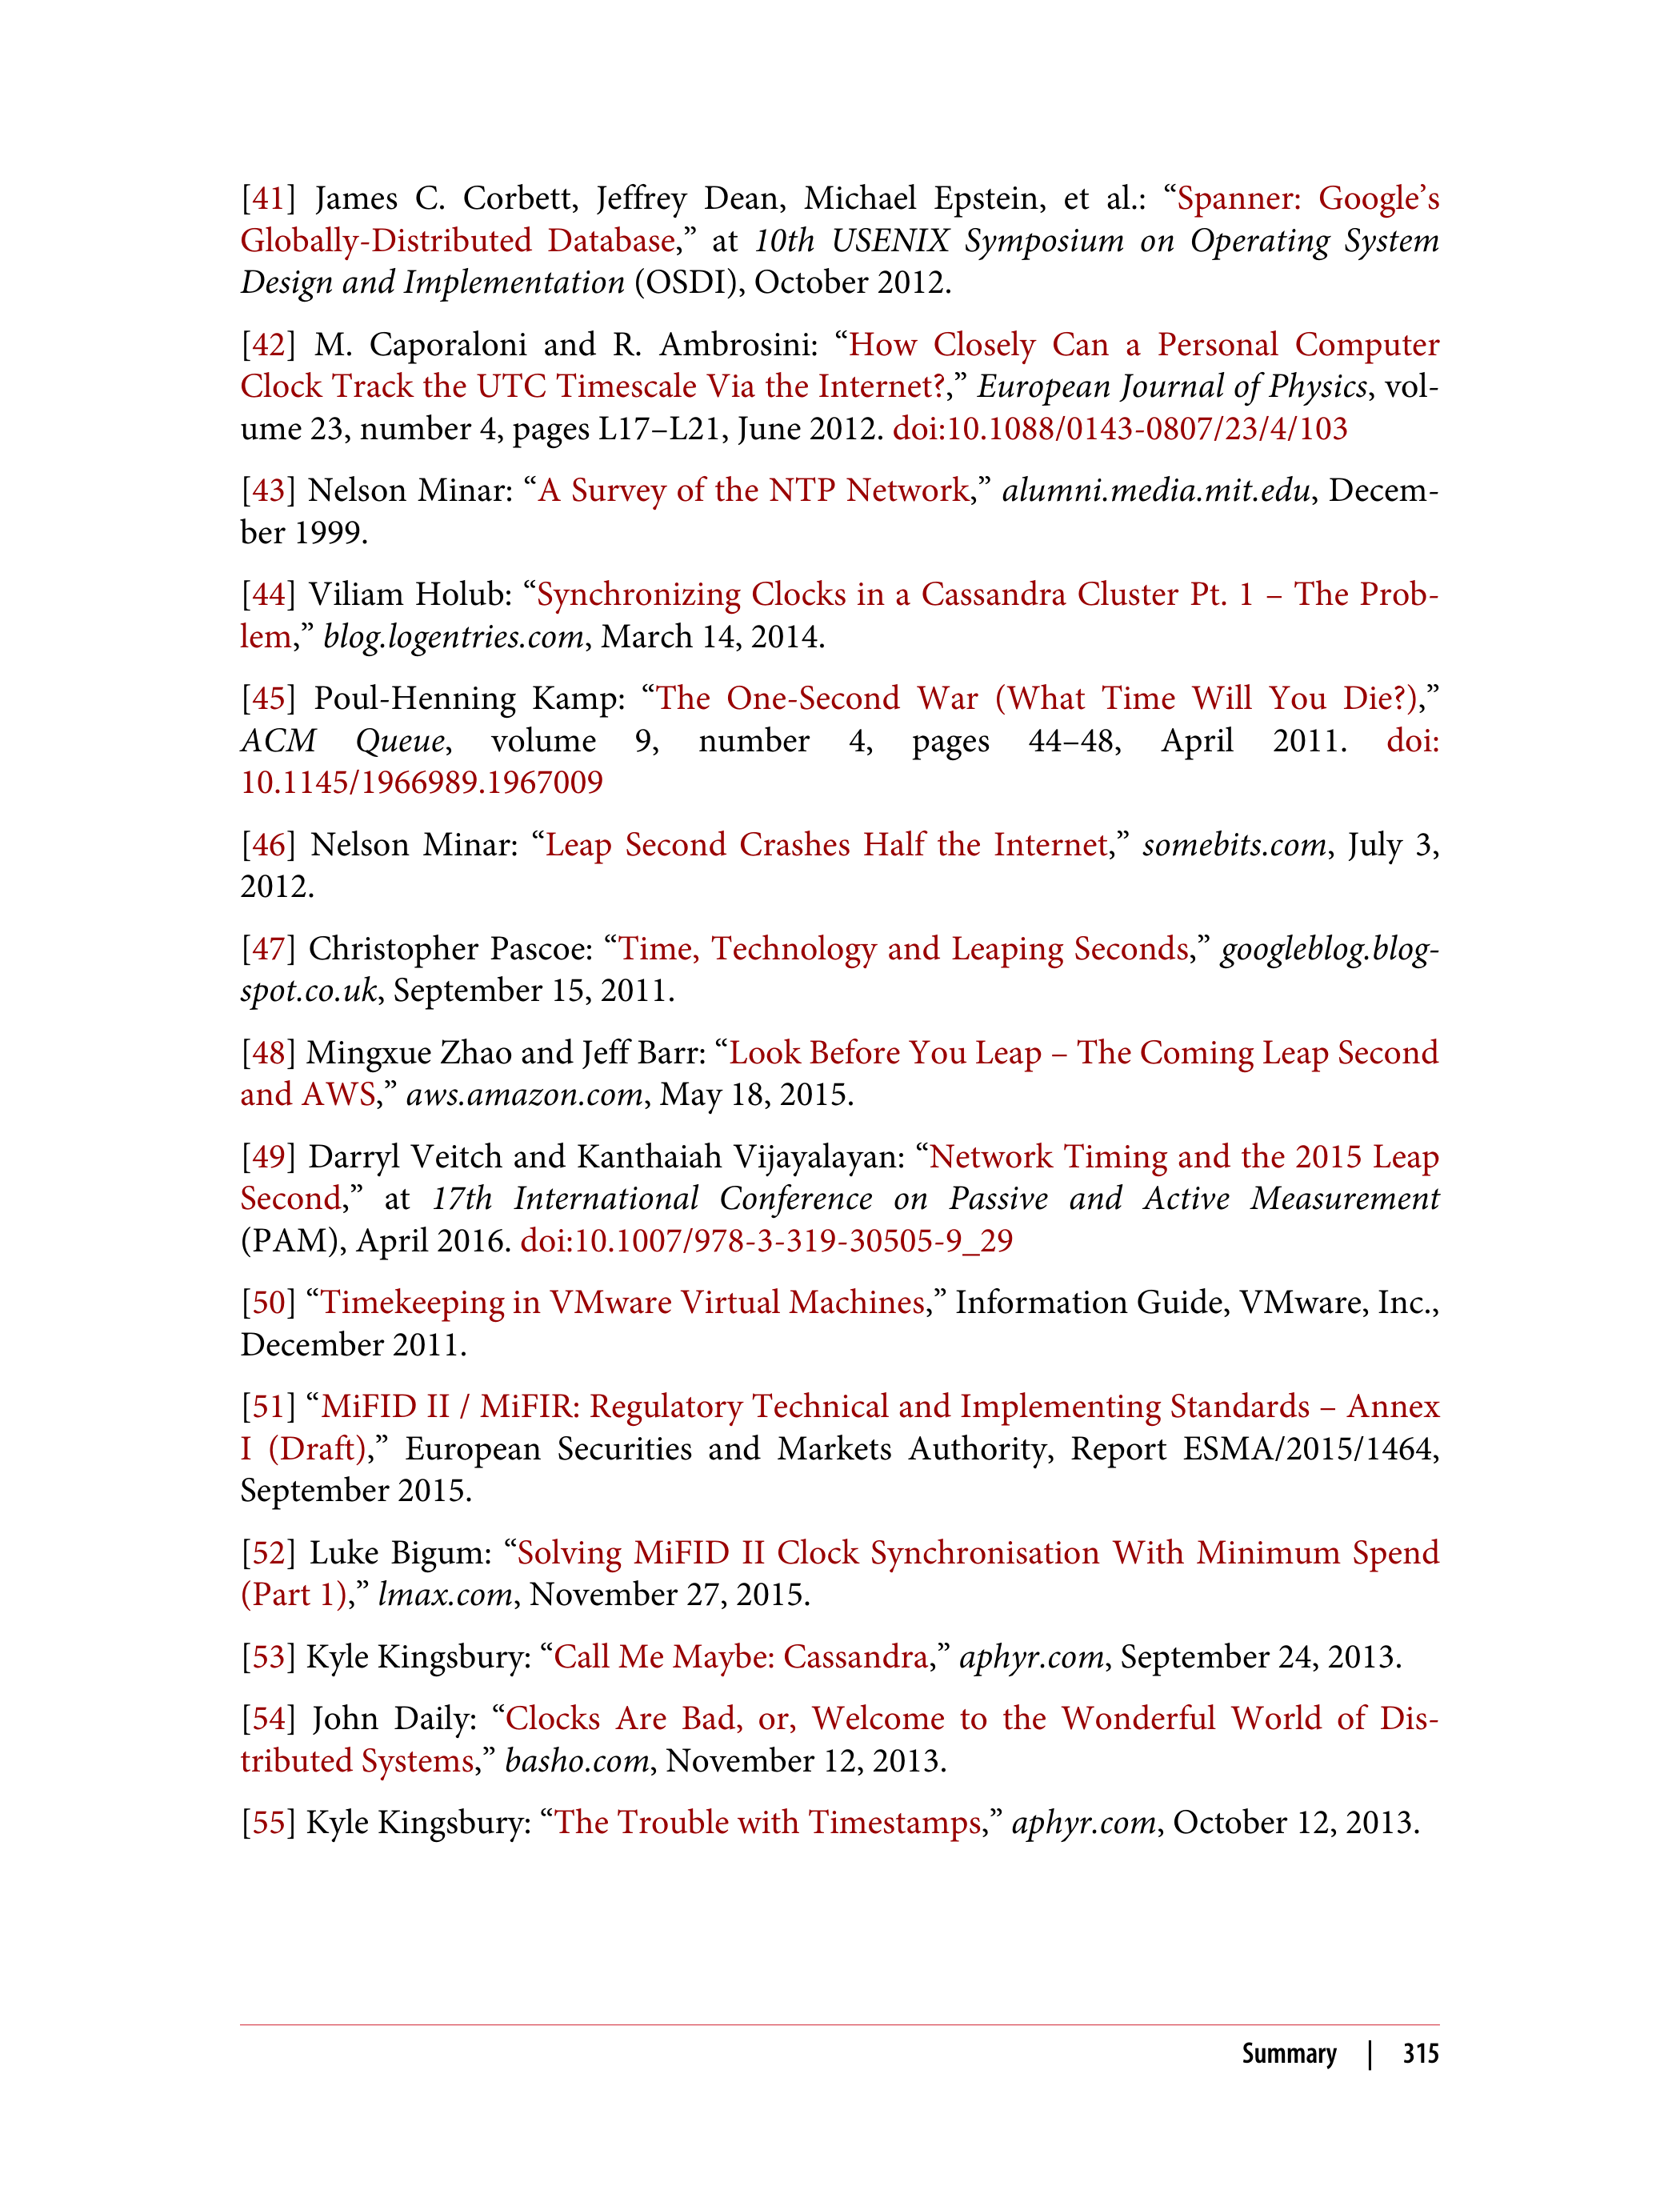 [41] James C. Corbett, Jeffrey Dean, Michael Epstein, et al.: “Spanner: Google’s
Globally-Distributed Database,” at 10th USENIX Symposium on Operating System
Design and Implementation (OSDI), October 2012.
[42] M. Caporaloni and R. Ambrosini: “How Closely Can a Personal Computer
Clock Track the UTC Timescale Via the Internet?,” European Journal of Physics, vol-
ume 23, number 4, pages L17–L21, June 2012. doi:10.1088/0143-0807/23/4/103
[43] Nelson Minar: “A Survey of the NTP Network,” alumni.media.mit.edu, Decem-
ber 1999.
[44] Viliam Holub: “Synchronizing Clocks in a Cassandra Cluster Pt. 1 – The Prob-
lem,” blog.logentries.com, March 14, 2014.
[45] Poul-Henning Kamp: “The One-Second War (What Time Will You Die?),”
ACM Queue, volume 9, number 4, pages 44–48, April 2011. doi:
10.1145/1966989.1967009
[46] Nelson Minar: “Leap Second Crashes Half the Internet,” somebits.com, July 3,
2012.
[47] Christopher Pascoe: “Time, Technology and Leaping Seconds,” googleblog.blog-
spot.co.uk, September 15, 2011.
[48] Mingxue Zhao and Jeff Barr: “Look Before You Leap – The Coming Leap Second
and AWS,” aws.amazon.com, May 18, 2015.
[49] Darryl Veitch and Kanthaiah Vijayalayan: “Network Timing and the 2015 Leap
Second,” at 17th International Conference on Passive and Active Measurement
(PAM), April 2016. doi:10.1007/978-3-319-30505-9_29
[50] “Timekeeping in VMware Virtual Machines,” Information Guide, VMware, Inc.,
December 2011.
[51] “MiFID II / MiFIR: Regulatory Technical and Implementing Standards – Annex
I (Draft),” European Securities and Markets Authority, Report ESMA/2015/1464,
September 2015.
[52] Luke Bigum: “Solving MiFID II Clock Synchronisation With Minimum Spend
(Part 1),” lmax.com, November 27, 2015.
[53] Kyle Kingsbury: “Call Me Maybe: Cassandra,” aphyr.com, September 24, 2013.
[54] John Daily: “Clocks Are Bad, or, Welcome to the Wonderful World of Dis-
tributed Systems,” basho.com, November 12, 2013.
[55] Kyle Kingsbury: “The Trouble with Timestamps,” aphyr.com, October 12, 2013.
Summary | 315